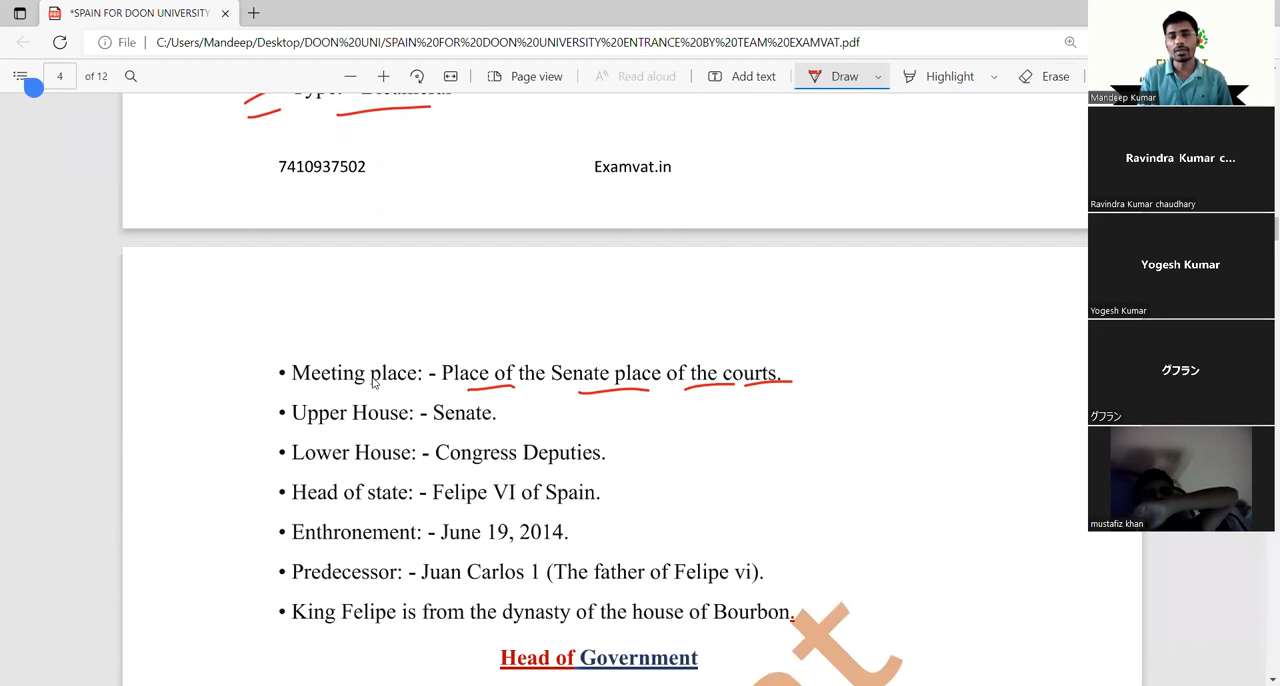 *SPAIN FOR DOON UNIVERSITY
File C:/Users/Mandeep/Desktop/DOON%20UNI/SPAIN%20FOR%20DOON%20UNIVERSITY%20ENTRANCE%20BY%20TEAM%20EXAMVAT.pdf
4 of 12 Page view Read aloud Add text Draw Highlight Erase
7410937502 Examvat.in
• Meeting place: - Place of the Senate place of the courts.
• Upper House: - Senate.
• Lower House: - Congress Deputies.
• Head of state: - Felipe VI of Spain.
• Enthronement: - June 19, 2014.
• Predecessor: - Juan Carlos 1 (The father of Felipe vi).
• King Felipe is from the dynasty of the house of Bourbon.
Head of Government
Mandeep Kumar
Ravindra Kumar c...
Ravindra Kumar chaudhary
Yogesh Kumar
Yogesh Kumar
グフラン
グフラン
mustafiz khan